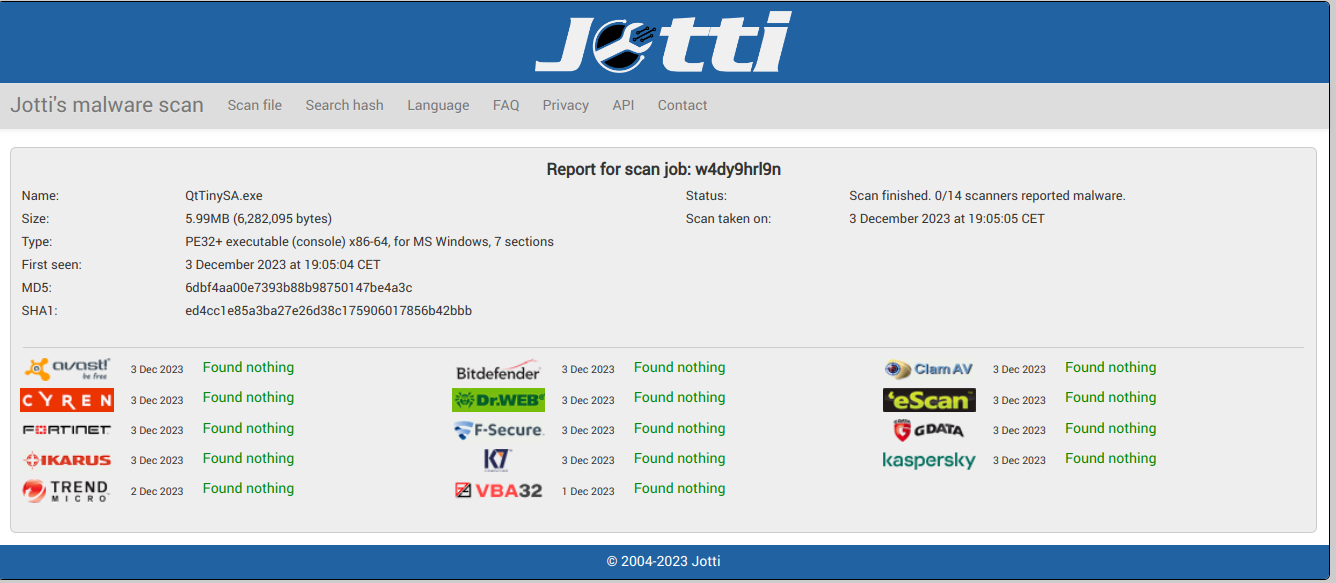 Jotti
Jotti's malware scan Scan file Search hash Language FAQ Privacy API Contact
Report for scan job: w4dy9hrl9n
Name: QtTinySA.exe Status: Scan finished. 0/14 scanners reported malware.
Size: 5.99MB (6,282,095 bytes) Scan taken on: 3 December 2023 at 19:05:05 CET
Type: PE32+ executable (console) x86-64, for MS Windows, 7 sections
First seen: 3 December 2023 at 19:05:04 CET
MD5: 6dbf4aa00e7393b88b98750147be4a3c
SHA1: ed4cc1e85a3ba27e26d38c175906017856b42bbb
avast! be free 3 Dec 2023 Found nothing Bitdefender 3 Dec 2023 Found nothing Clam AV 3 Dec 2023 Found nothing
CYREN 3 Dec 2023 Found nothing Dr.WEB 3 Dec 2023 Found nothing eScan 3 Dec 2023 Found nothing
FORTINET 3 Dec 2023 Found nothing F-Secure. 3 Dec 2023 Found nothing G DATA 3 Dec 2023 Found nothing
IKARUS 3 Dec 2023 Found nothing K7 3 Dec 2023 Found nothing kaspersky 3 Dec 2023 Found nothing
TREND MICRO 2 Dec 2023 Found nothing VBA32 1 Dec 2023 Found nothing
© 2004-2023 Jotti